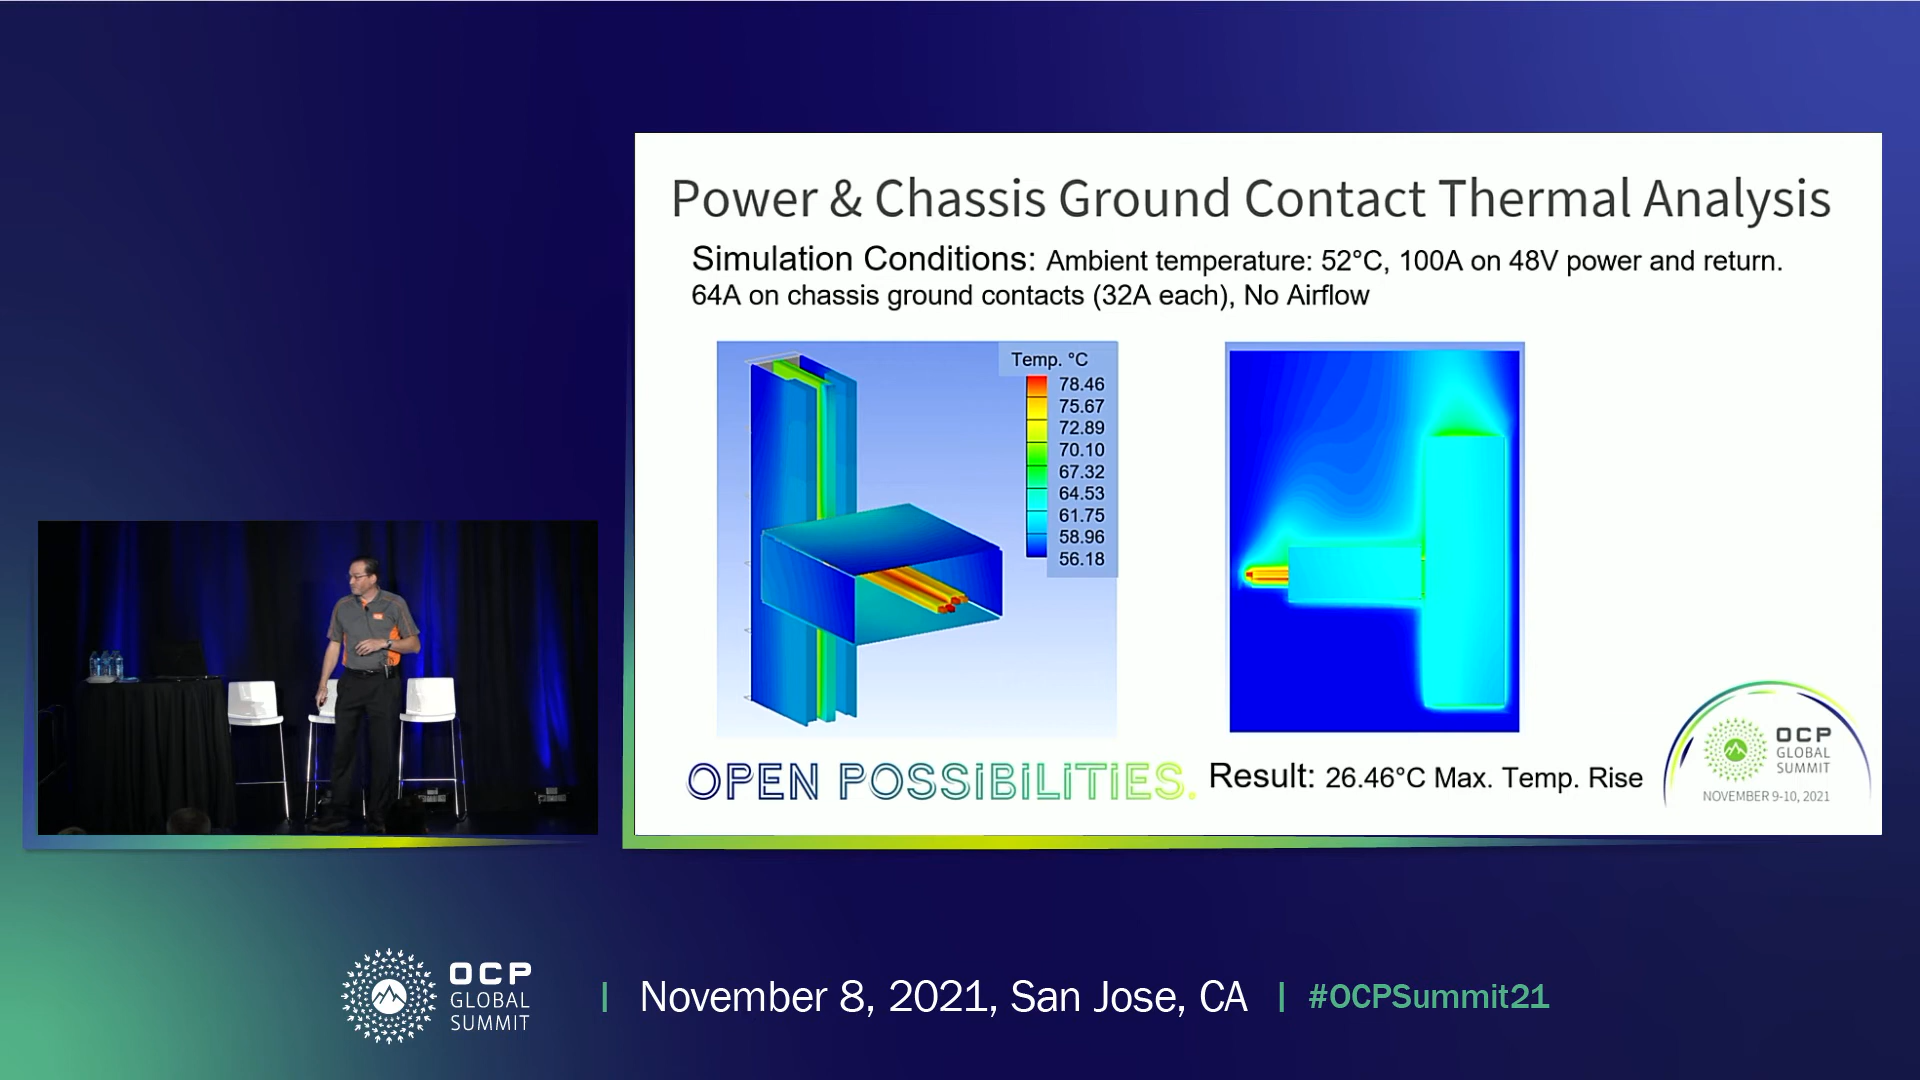 Power & Chassis Ground Contact Thermal Analysis
Simulation Conditions: Ambient temperature: 52°C, 100A on 48V power and return.
64A on chassis ground contacts (32A each), No Airflow
Temp. °C
78.46
75.67
72.89
70.10
67.32
64.53
61.75
58.96
56.18
OPEN POSSIBILITIES.
Result: 26.46°C Max. Temp. Rise
OCP
GLOBAL
SUMMIT
NOVEMBER 9-10, 2021
OCP
GLOBAL
SUMMIT
| November 8, 2021, San Jose, CA | #OCPSummit21